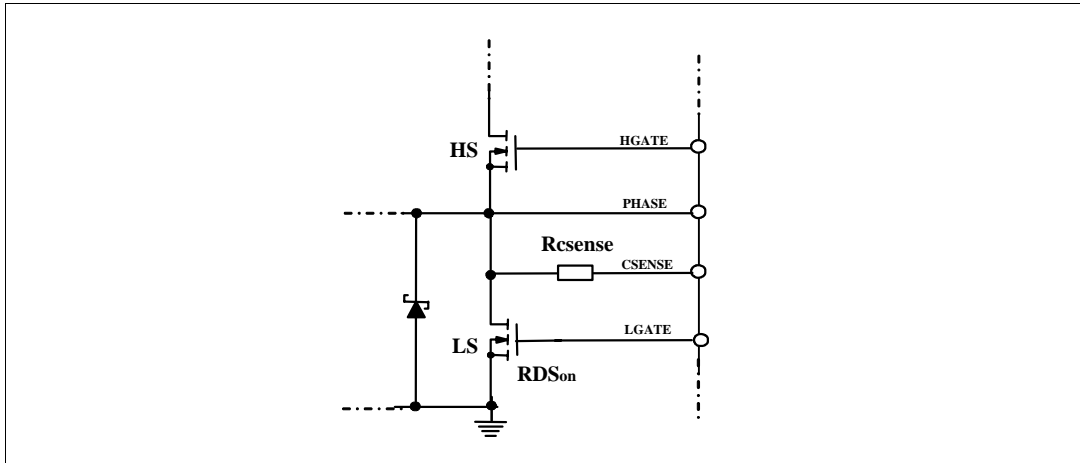 HGATE
HS
PHASE
Rcsense
CSENSE
LGATE
LS
RDSon